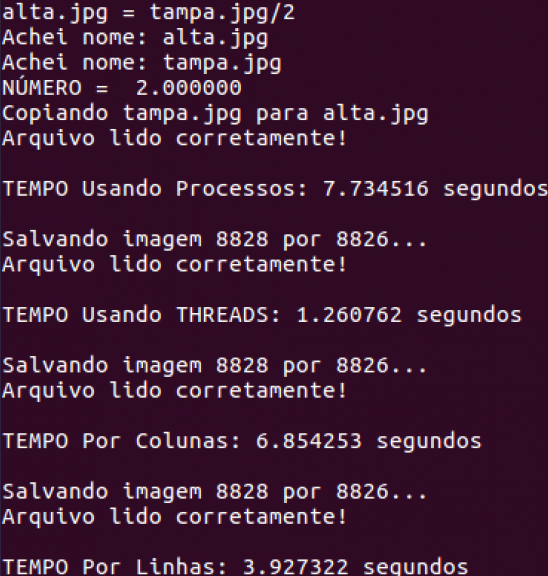 alta.jpg = tampa.jpg/2
Achei nome: alta.jpg
Achei nome: tampa.jpg
NÚMERO =  2.000000
Copiando tampa.jpg para alta.jpg
Arquivo lido corretamente!
TEMPO Usando Processos: 7.734516 segundos
Salvando imagem 8828 por 8826...
Arquivo lido corretamente!
TEMPO Usando THREADS: 1.260762 segundos
Salvando imagem 8828 por 8826...
Arquivo lido corretamente!
TEMPO Por Colunas: 6.854253 segundos
Salvando imagem 8828 por 8826...
Arquivo lido corretamente!
TEMPO Por Linhas: 3.927322 segundos